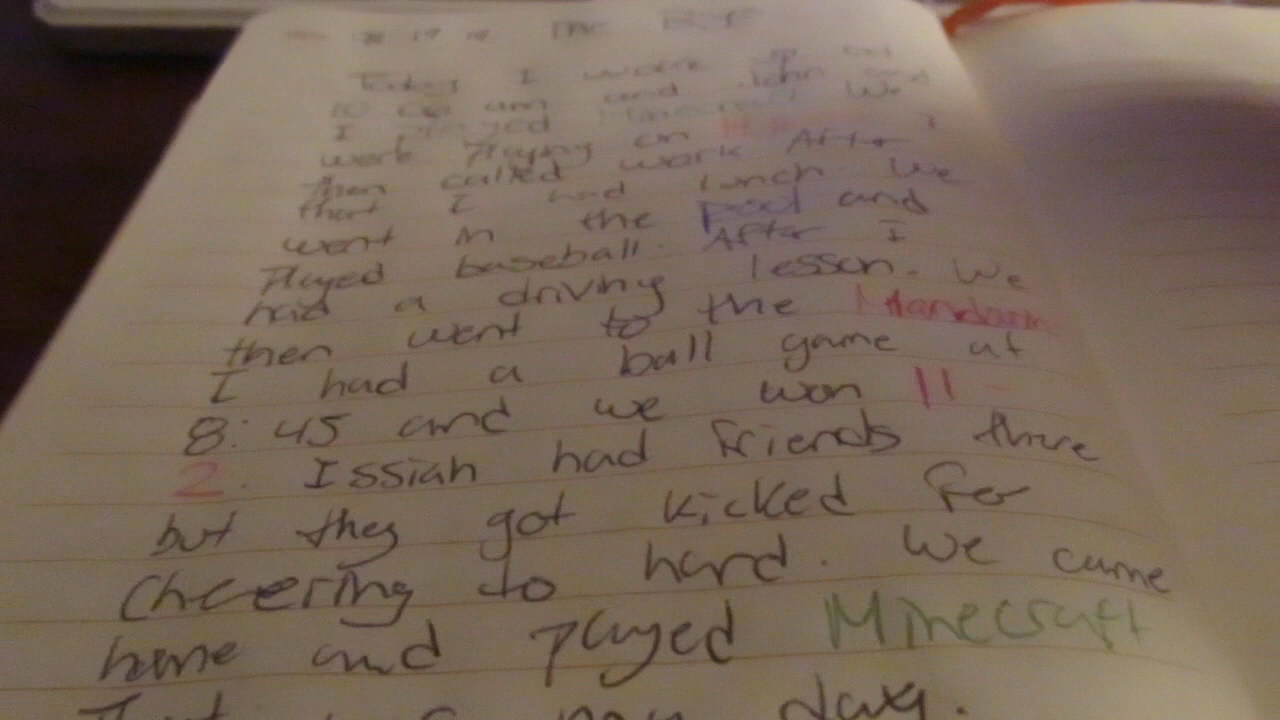 Today I woke up at
10 am and John and
I played Minecraft We
were Playing on
then called work After
that I had lunch We
went in the pool and
Played baseball. After I
had a driving lesson. We
then went to the Mandarin
I had a ball game at
8:45 and we won 11 -
2. Issiah had friends there
but they got kicked for
Cheering to hard. We came
home and played Minecraft
day.